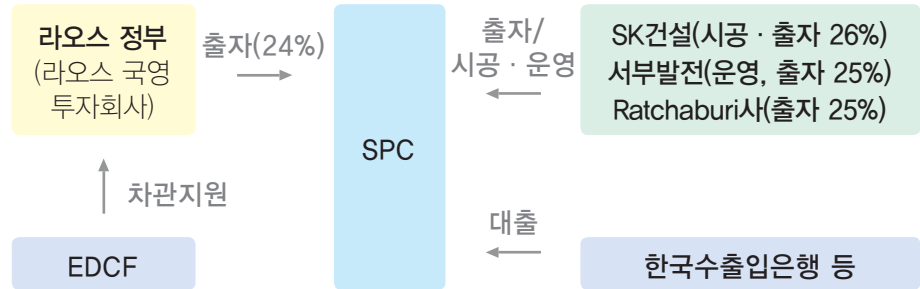 라오스 정부
(라오스 국영
투자회사)
출자(24%)
SPC
출자/
시공 · 운영
SK건설(시공 · 출자 26%)
서부발전(운영, 출자 25%)
Ratchaburi사(출자 25%)
차관지원
EDCF
대출
한국수출입은행 등